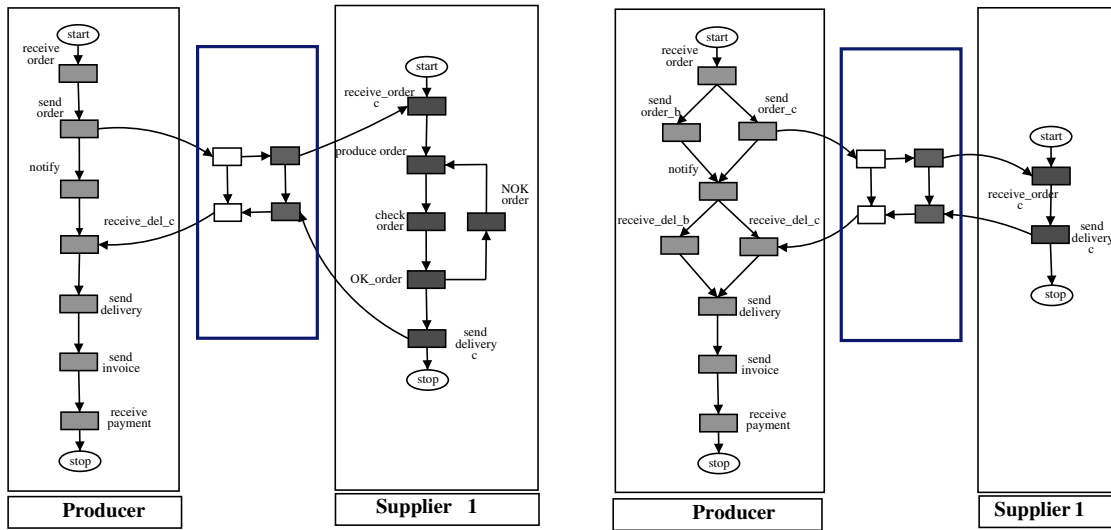 start
receive
order
send
order
notify
receive_del_c
send
delivery
send
invoice
receive
payment
stop
Producer
start
receive_order
c
produce order
NOK
order
check
order
OK_order
send
delivery
c
stop
Supplier 1
start
receive
order
send
order_b
send
order_c
notify
receive_del_b
receive_del_c
send
delivery
send
invoice
receive
payment
stop
Producer
start
receive_order
c
send
delivery
c
stop
Supplier 1